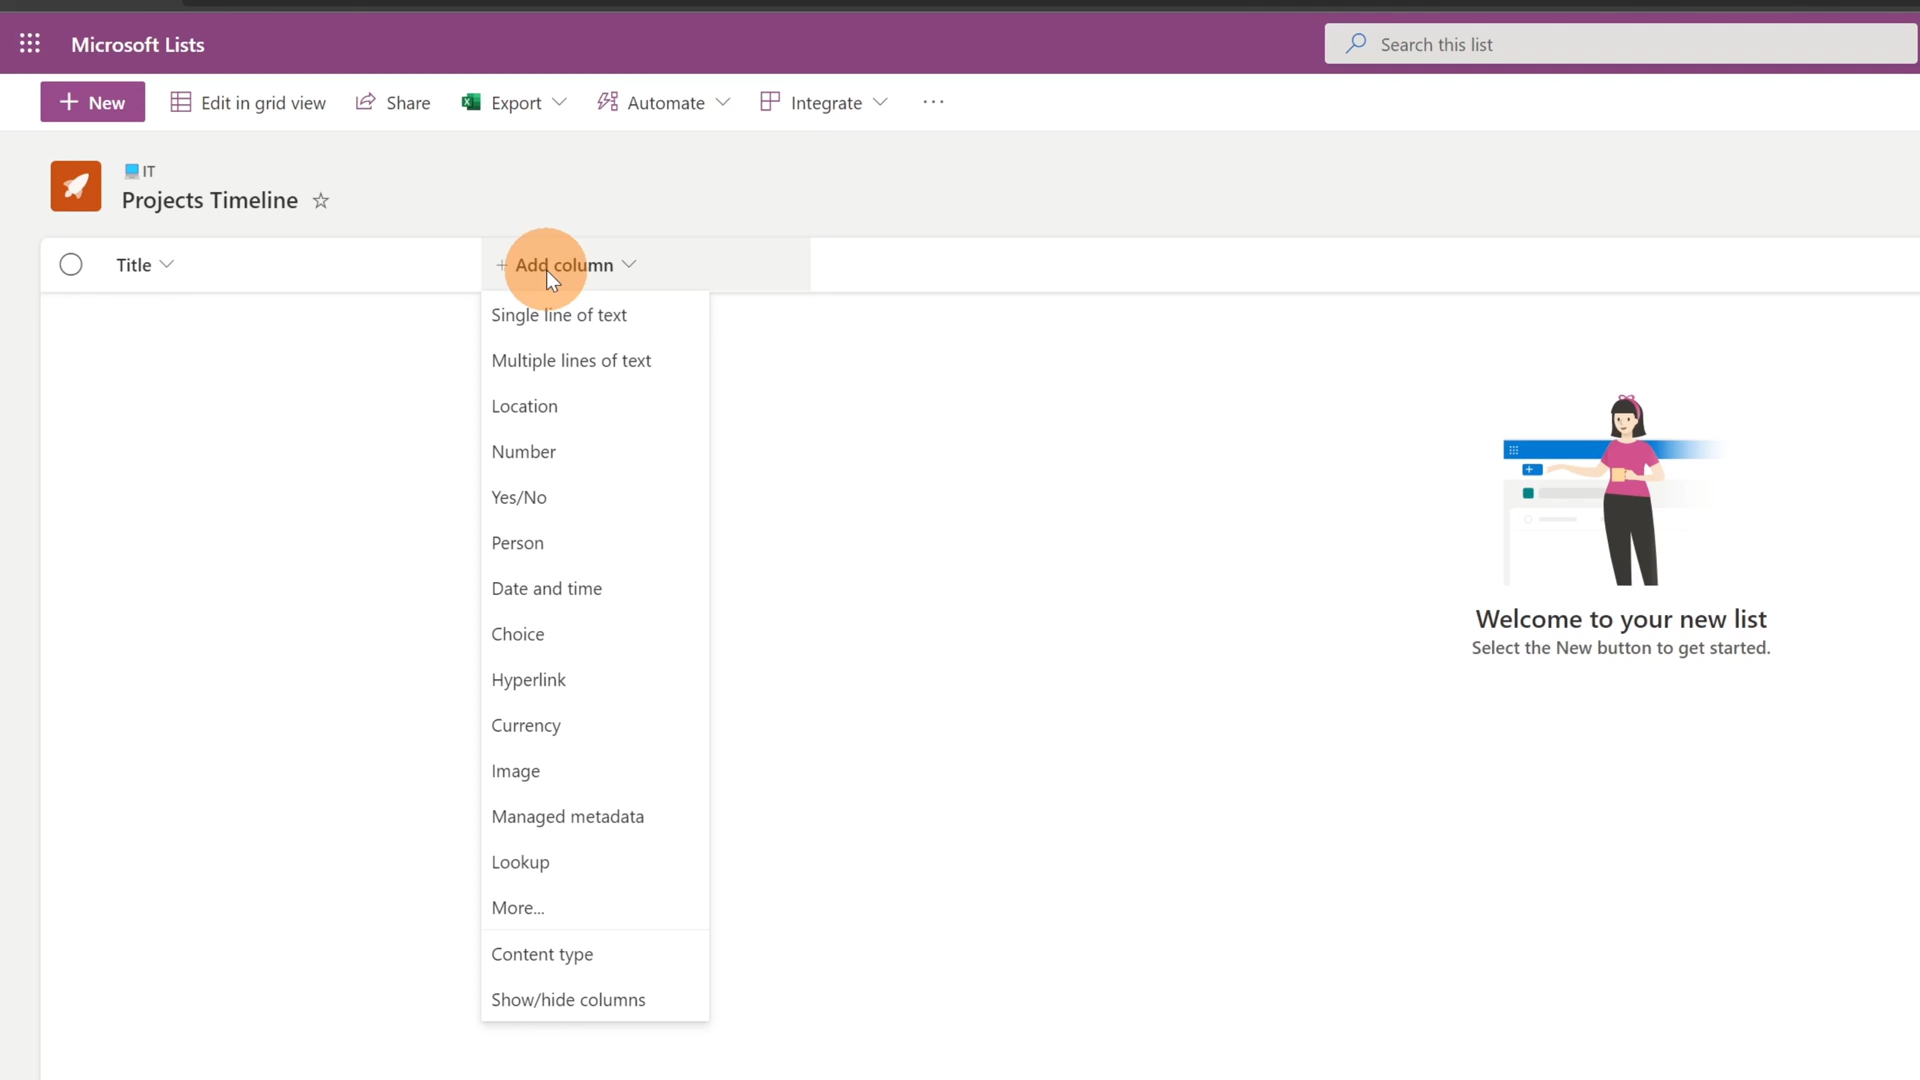 Microsoft Lists
Search this list
+ New
Edit in grid view
Share
Export
Automate
Integrate
...
IT
Projects Timeline
Title
+ Add column
Single line of text
Multiple lines of text
Location
Number
Yes/No
Person
Date and time
Choice
Hyperlink
Currency
Image
Managed metadata
Lookup
More...
Content type
Show/hide columns
Welcome to your new list
Select the New button to get started.